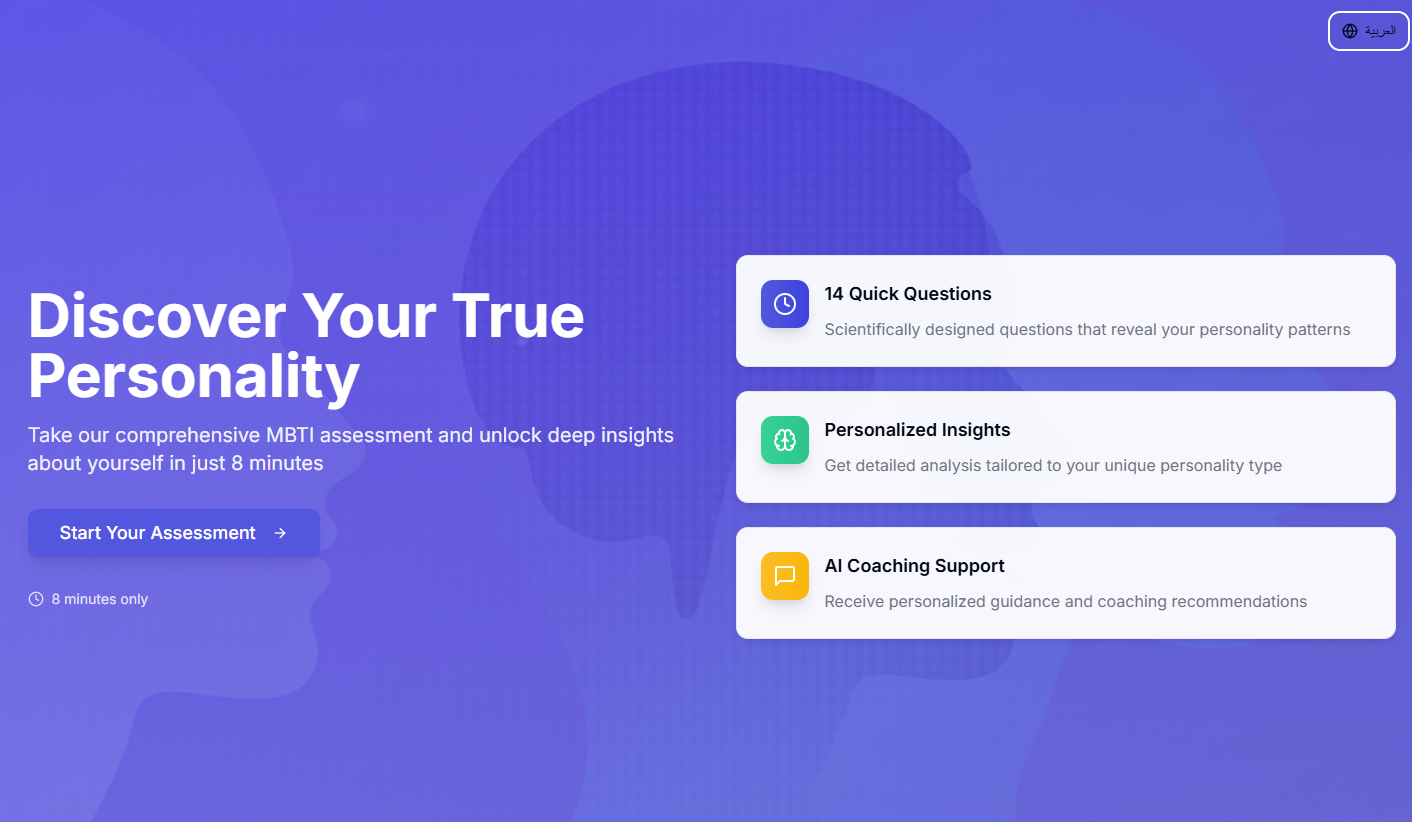 العربية
Discover Your True
Personality
Take our comprehensive MBTI assessment and unlock deep insights
about yourself in just 8 minutes
Start Your Assessment
8 minutes only
14 Quick Questions
Scientifically designed questions that reveal your personality patterns
Personalized Insights
Get detailed analysis tailored to your unique personality type
AI Coaching Support
Receive personalized guidance and coaching recommendations